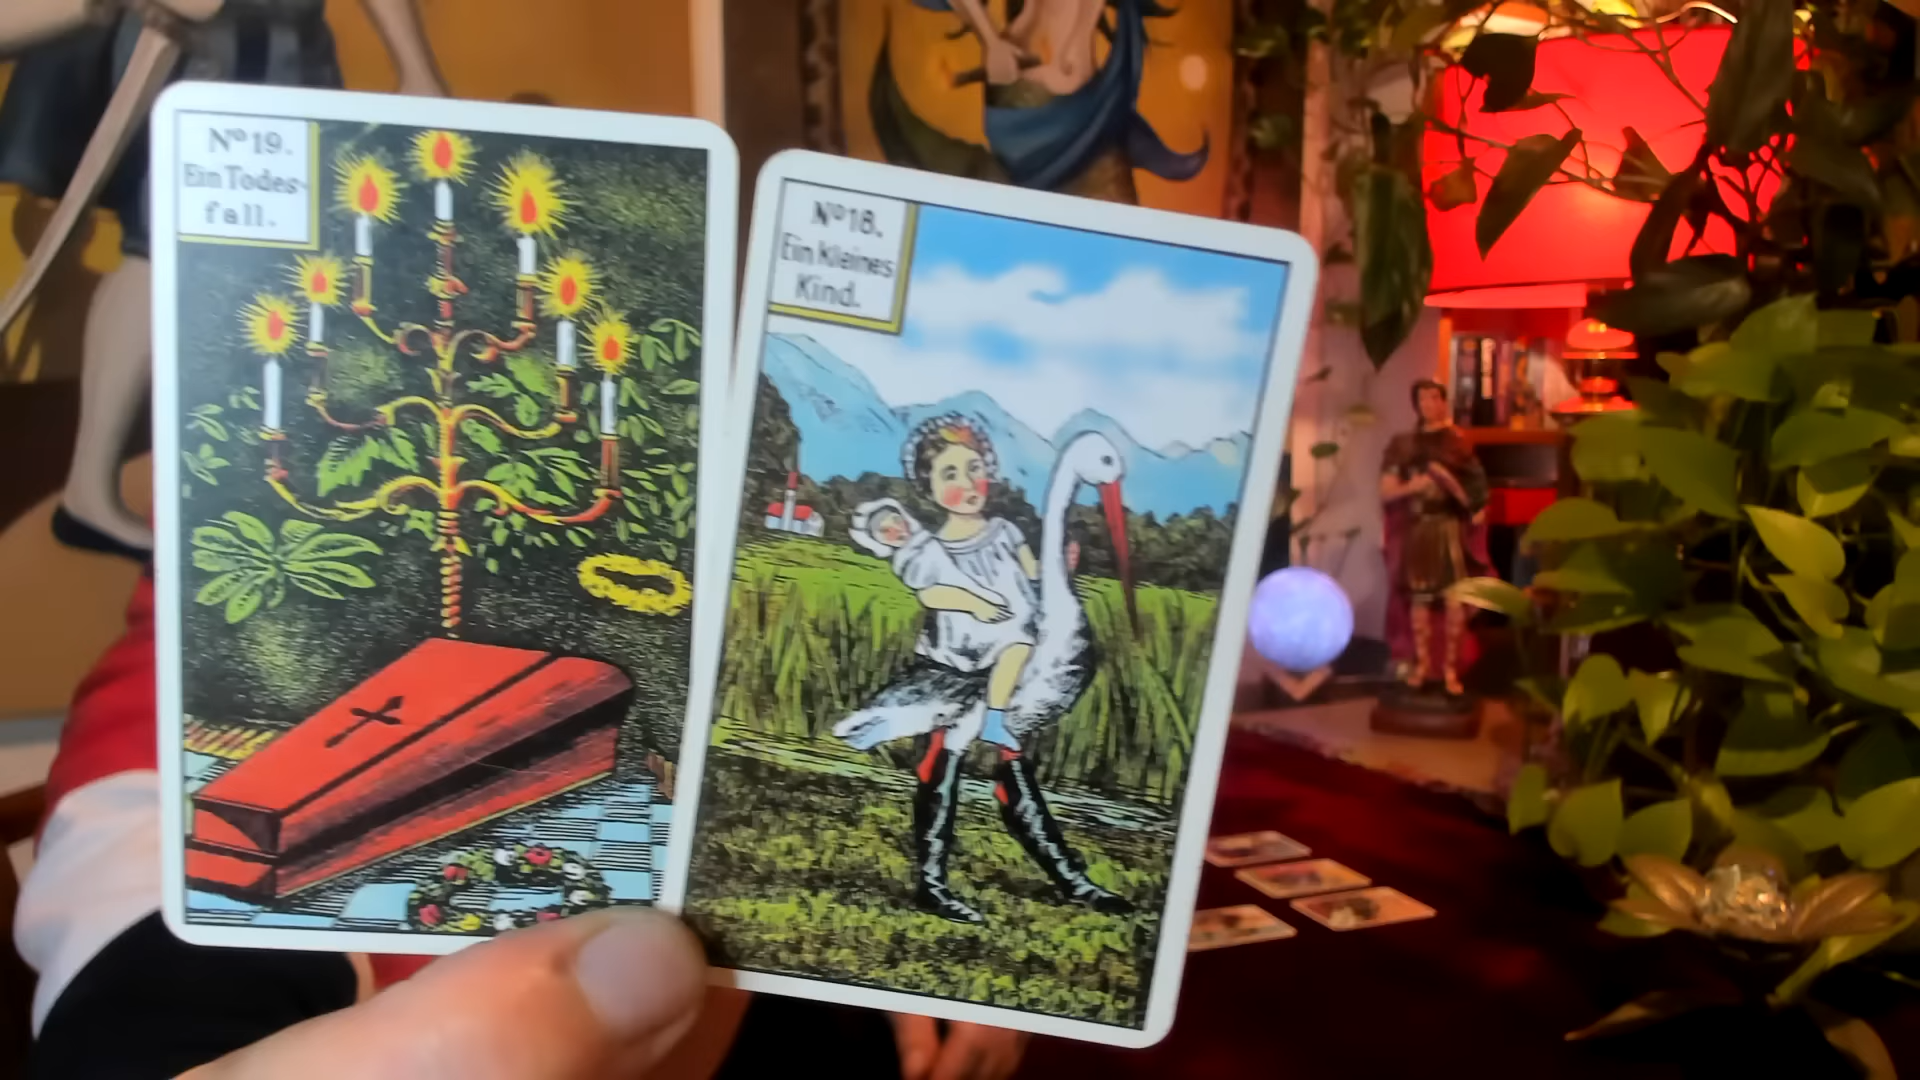 Nº 19.
Ein Todes-
fall.
Nº 18.
Ein Kleines
Kind.